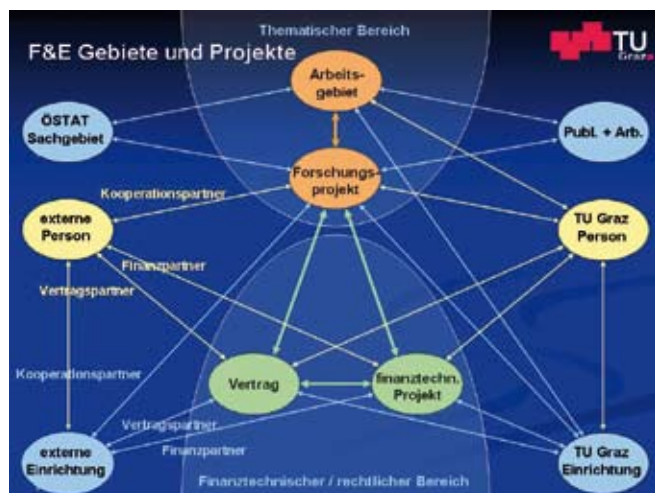 Thematischer Bereich
F&E Gebiete und Projekte
TU
Graz
Arbeits-
gebiet
ÖSTAT
Sachgebiet
Publ. + Arb.
Forschungs-
projekt
Kooperationspartner
externe
Person
TU Graz
Person
Finanzpartner
Vertragspartner
Kooperationspartner
Vertrag
finanztechn.
Projekt
Vertragspartner
Finanzpartner
externe
Einrichtung
TU Graz
Einrichtung
Finanztechnischer / rechtlicher Bereich